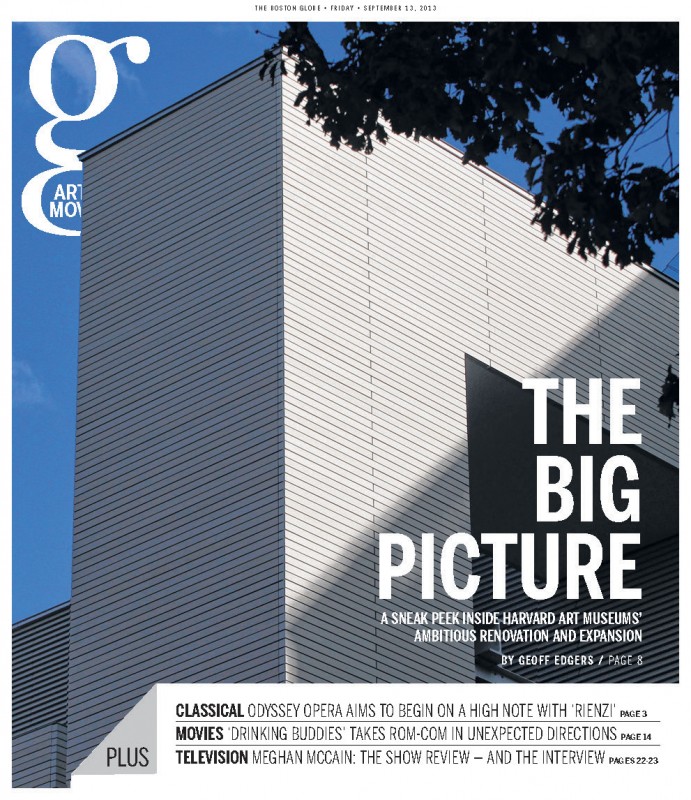 THE BOSTON GLOBE • FRIDAY • SEPTEMBER 13, 2013
g
ART
MOV
THE
BIG
PICTURE
A SNEAK PEEK INSIDE HARVARD ART MUSEUMS'
AMBITIOUS RENOVATION AND EXPANSION
BY GEOFF EDGERS / PAGE 8
PLUS
CLASSICAL ODYSSEY OPERA AIMS TO BEGIN ON A HIGH NOTE WITH 'RIENZI' PAGE 3
MOVIES 'DRINKING BUDDIES' TAKES ROM-COM IN UNEXPECTED DIRECTIONS PAGE 14
TELEVISION MEGHAN MCCAIN: THE SHOW REVIEW – AND THE INTERVIEW PAGES 22-23